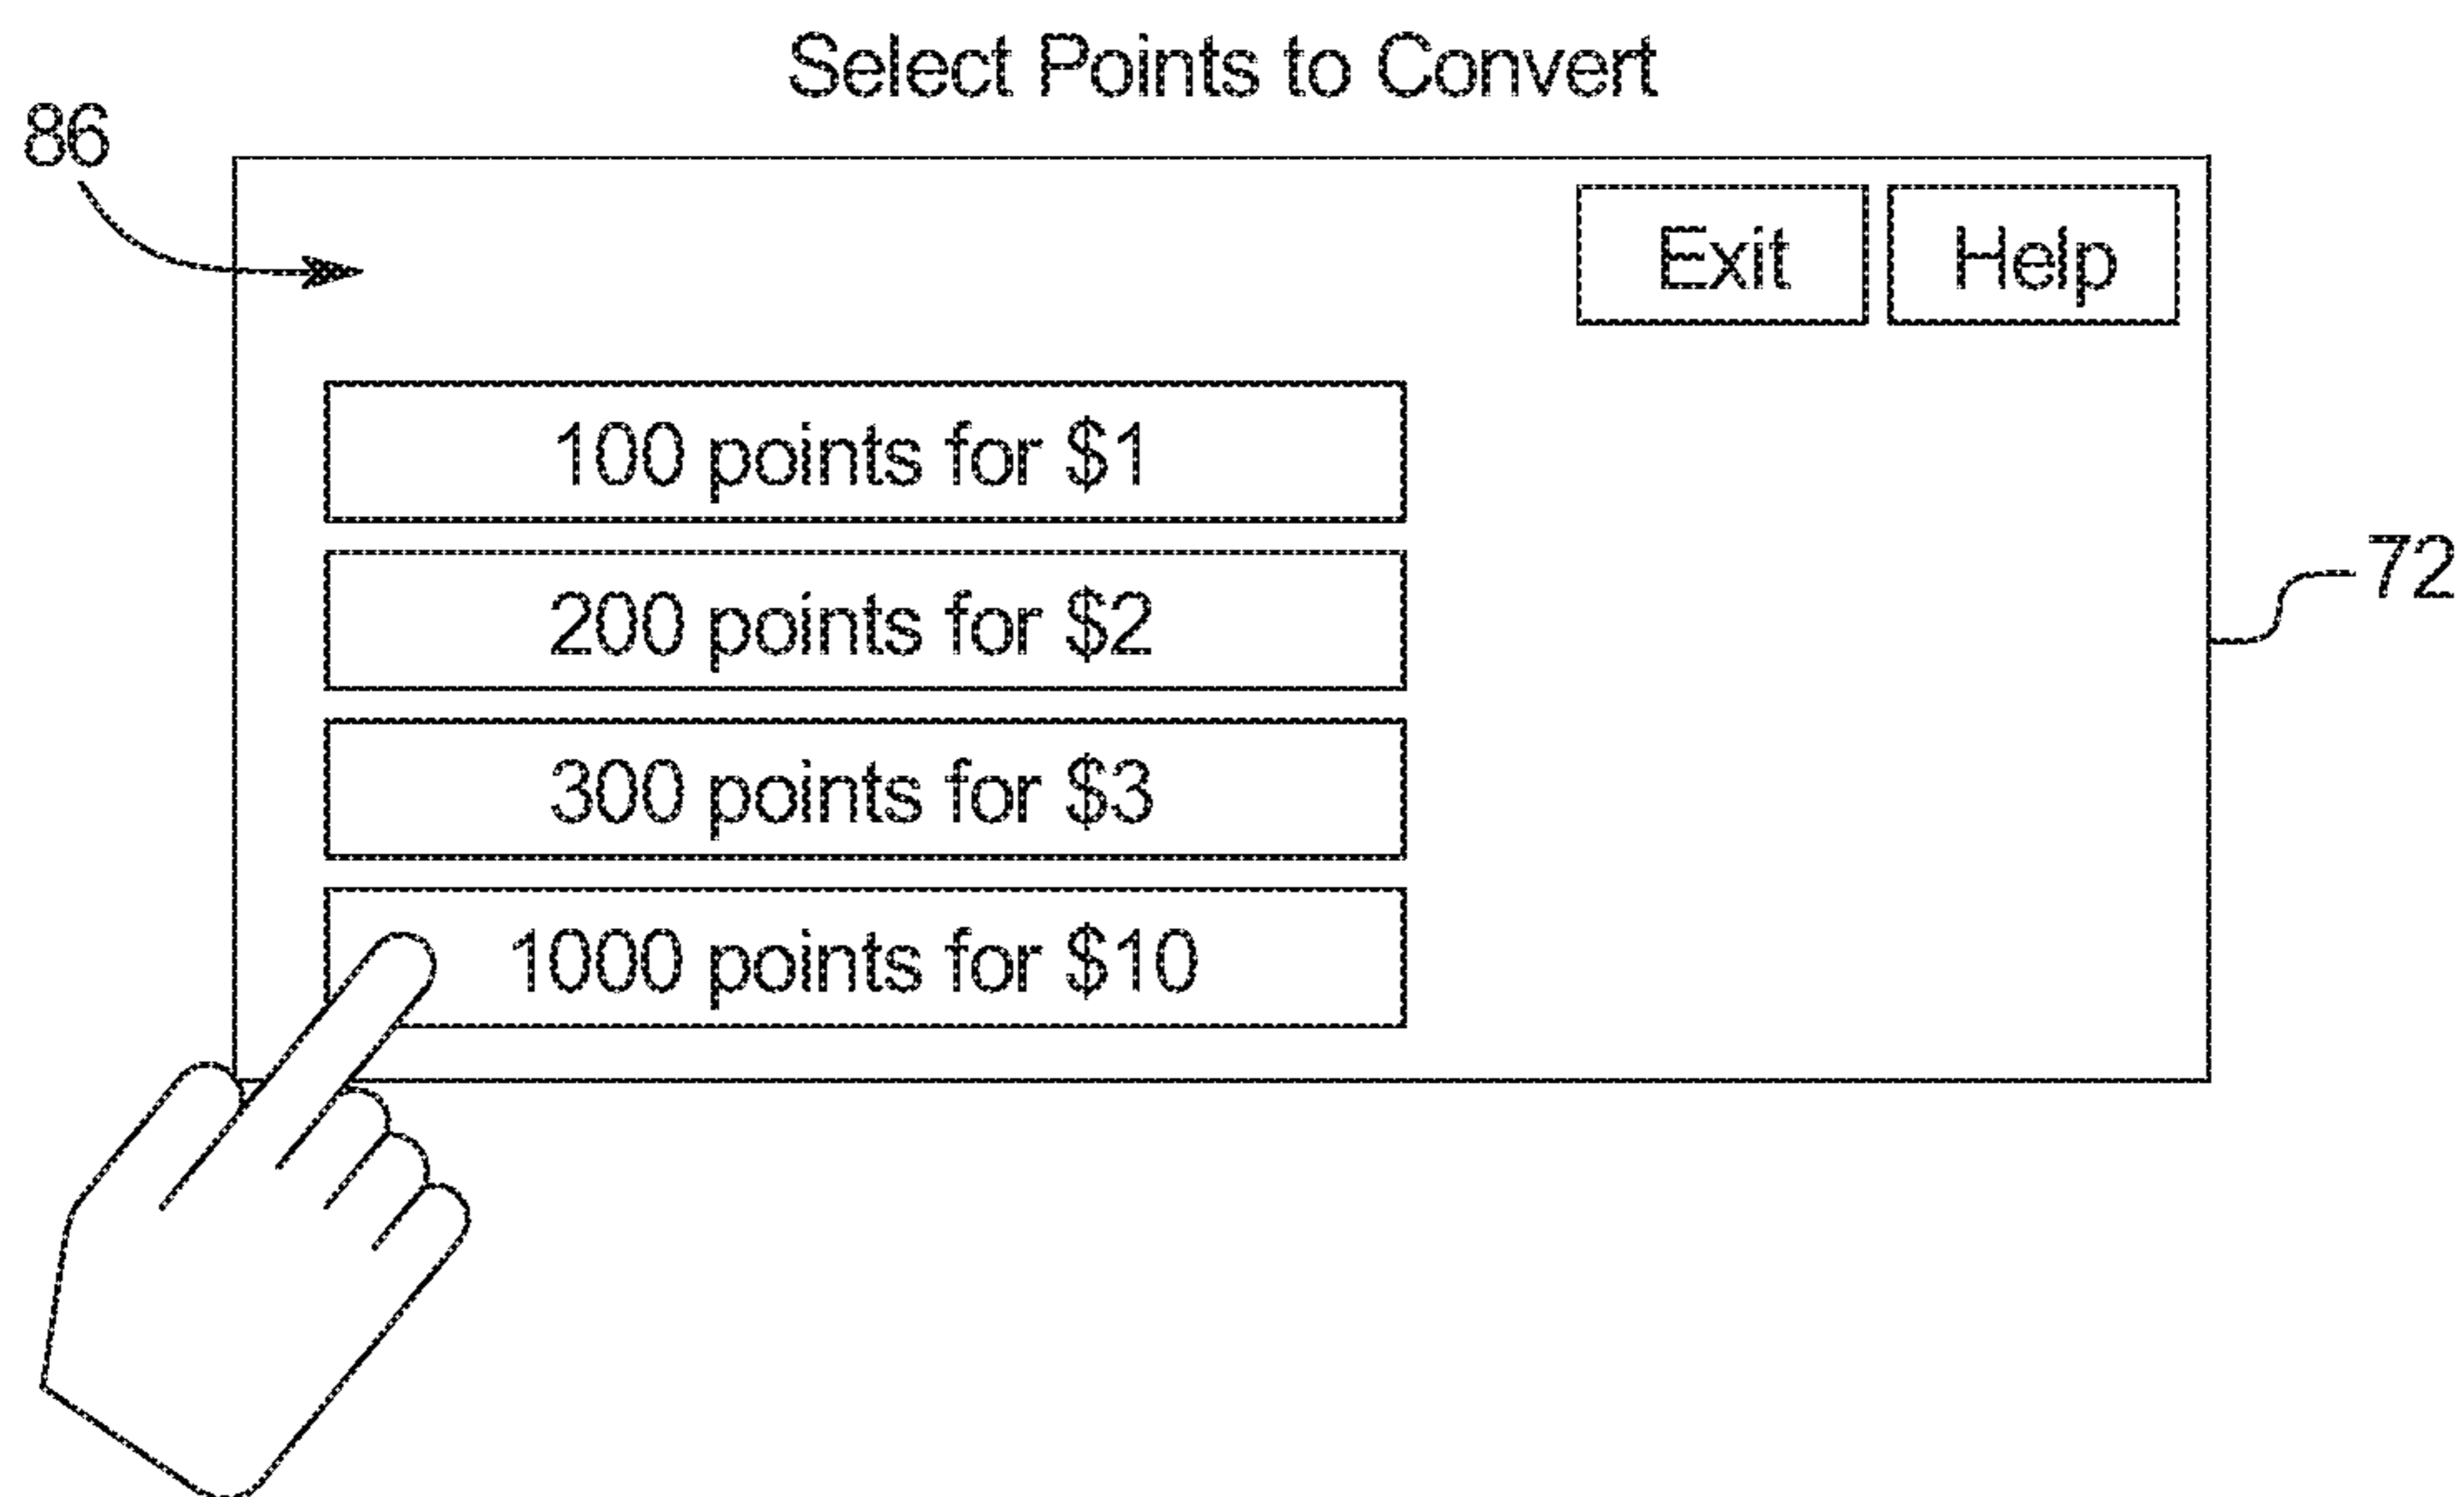 Select Points to Convert
86
Exit Help
100 points for $1
200 points for $2
72
300 points for $3
1000 points for $10